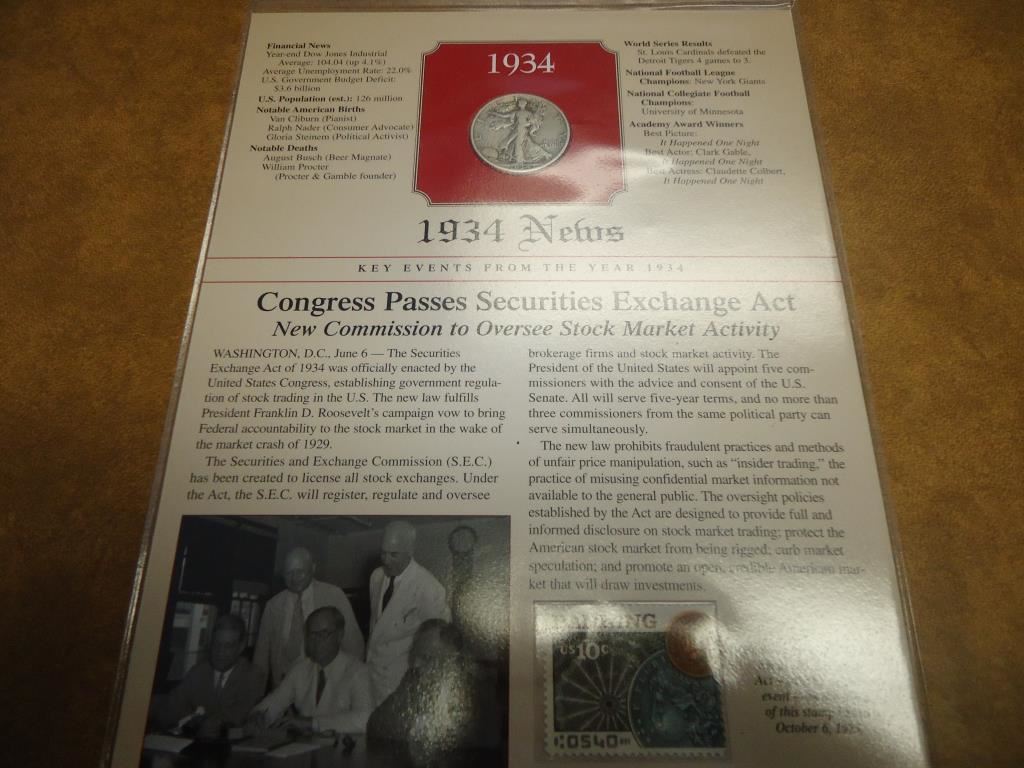 Financial News
Year-end Dow Jones Industrial
Average: 104.04 (up 4.1%)
Average Unemployment Rate: 22.0%
U.S. Government Budget Deficit:
$3.6 billion
U.S. Population (est.): 126 million
Notable American Births
Van Cliburn (Pianist)
Ralph Nader (Consumer Advocate)
Gloria Steinem (Political Activist)
Notable Deaths
August Busch (Beer Magnate)
William Procter
(Procter & Gamble founder)
1934
World Series Results
St. Louis Cardinals defeated the
Detroit Tigers 4 games to 3.
National Football League
Champions: New York Giants
National Collegiate Football
Champions:
University of Minnesota
Academy Award Winners
Best Picture:
It Happened One Night
Best Actor: Clark Gable,
It Happened One Night
Best Actress: Claudette Colbert,
It Happened One Night
1934 News
KEY EVENTS FROM THE YEAR 1934
Congress Passes Securities Exchange Act
New Commission to Oversee Stock Market Activity
WASHINGTON, D.C., June 6 — The Securities
Exchange Act of 1934 was officially enacted by the
United States Congress, establishing government regula-
tion of stock trading in the U.S. The new law fulfills
President Franklin D. Roosevelt's campaign vow to bring
Federal accountability to the stock market in the wake of
the market crash of 1929.
The Securities and Exchange Commission (S.E.C.)
has been created to license all stock exchanges. Under
the Act, the S.E.C. will register, regulate and oversee
brokerage firms and stock market activity. The
President of the United States will appoint five com-
missioners with the advice and consent of the U.S.
Senate. All will serve five-year terms, and no more than
three commissioners from the same political party can
serve simultaneously.
The new law prohibits fraudulent practices and methods
of unfair price manipulation, such as "insider trading," the
practice of misusing confidential market information not
available to the general public. The oversight policies
established by the Act are designed to provide full and
informed disclosure on stock market trading; protect the
American stock market from being rigged; curb market
speculation; and promote an open, credible American mar-
ket that will draw investments.
BANKING
US 10c
Act
event
of this stamp
October 6,